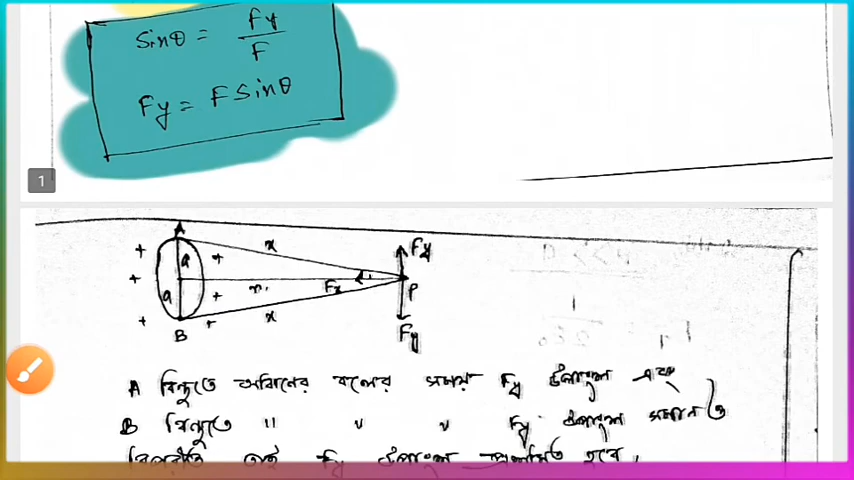 Sinθ = Fy/F
Fy = F Sinθ
1
A
+ x Fy
a +
+ r Fx P
a +
+ x Fy
B +
A বিন্দুতে আধানের বলের সময় Fy উপাংশ এবং
B বিন্দুতে " " " Fy উপাংশ সমান ও
বিপরীত তাই Fy উপাংশ প্রশমিত হবে,